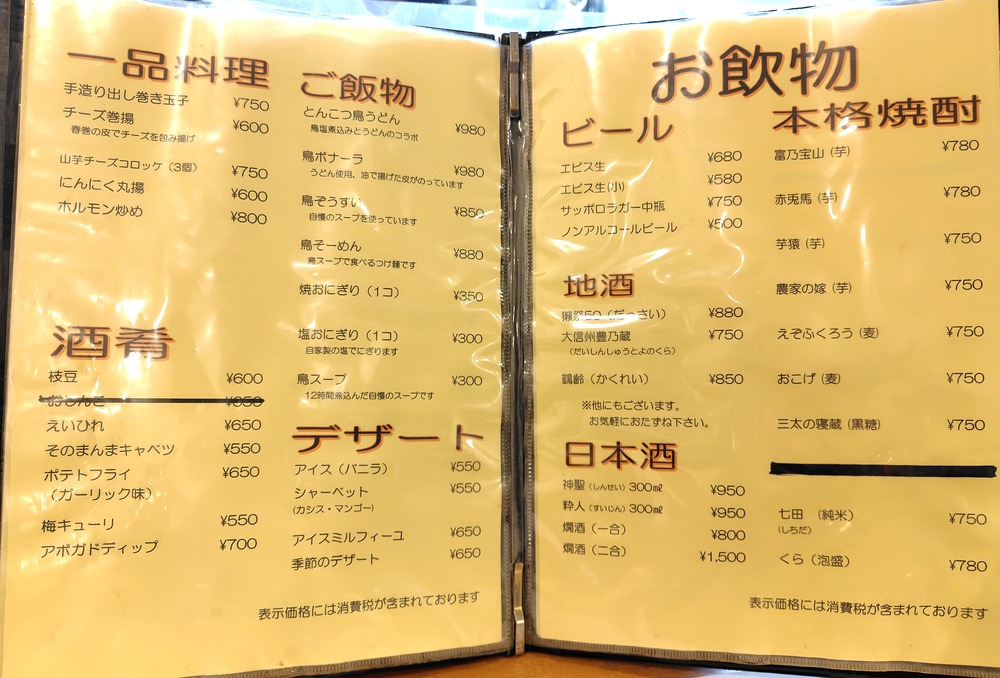 一品料理
手造り出し巻き玉子 ¥750
チーズ巻揚 ¥600
春巻の皮でチーズを包み揚げ
山芋チーズコロッケ（3個） ¥750
にんにく丸揚 ¥600
ホルモン炒め ¥800
酒肴
枝豆 ¥600
おしんこ ¥650
えいひれ ¥650
そのまんまキャベツ ¥550
ポテトフライ ¥650
（ガーリック味）
梅キューリ ¥550
アボガドディップ ¥700
ご飯物
とんこつ鳥うどん ¥980
鳥塩煮込みとうどんのコラボ
鳥ボナーラ ¥980
うどん使用、油で揚げた皮がのっています
鳥ぞうすい ¥850
自慢のスープを使っています
鳥そーめん ¥880
鳥スープで食べるつけ麺です
焼おにぎり（1コ） ¥350
塩おにぎり（1コ） ¥300
自家製の塩でにぎります
鳥スープ ¥300
12時間煮込んだ自慢のスープです
デザート
アイス（バニラ） ¥550
シャーベット ¥550
（カシス・マンゴー）
アイスミルフィーユ ¥650
季節のデザート ¥650
表示価格には消費税が含まれております
お飲物
ビール
エビス生 ¥680
エビス生（小） ¥580
サッポロラガー中瓶 ¥750
ノンアルコールビール ¥500
地酒
獺祭50（だっさい） ¥880
大信州豊乃蔵 ¥750
（だいしんしゅうとよのくら）
鶴齢（かくれい） ¥850
※他にもございます。
お気軽におたずね下さい。
日本酒
神聖（しんせい）300㎖ ¥950
粋人（すいじん）300㎖ ¥950
燗酒（一合） ¥800
燗酒（二合） ¥1,500
本格焼酎
富乃宝山（芋） ¥780
赤兎馬（芋） ¥780
芋猿（芋） ¥750
農家の嫁（芋） ¥750
えぞふくろう（麦） ¥750
おこげ（麦） ¥750
三太の寝蔵（黒糖） ¥750
七田 （純米） ¥750
（しちだ）
くら（泡盛） ¥780
表示価格には消費税が含まれております